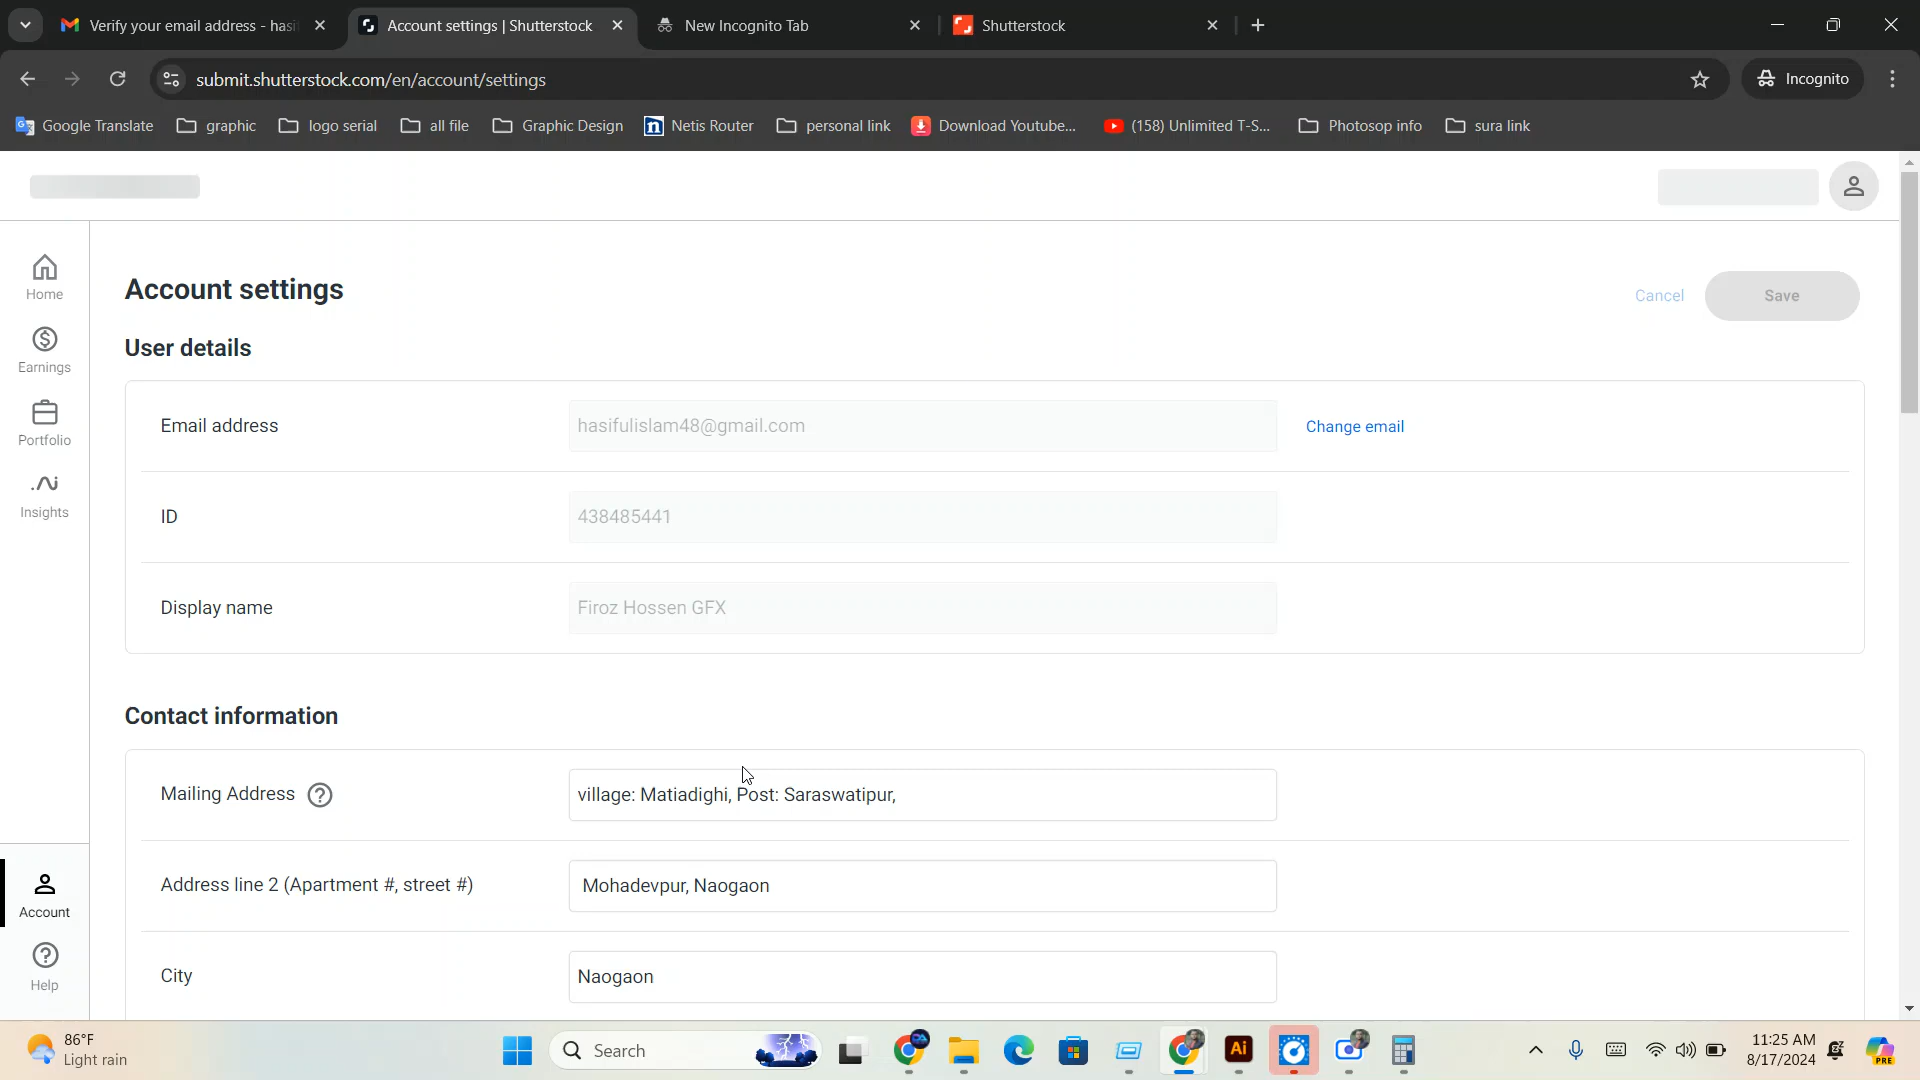 Verify your email address - hasi
Account settings | Shutterstock
New Incognito Tab
Shutterstock
submit.shutterstock.com/en/account/settings
Incognito
Google Translate
graphic
logo serial
all file
Graphic Design
Netis Router
personal link
Download Youtube...
(158) Unlimited T-S...
Photosop info
sura link
Home
Earnings
Portfolio
Insights
Account
Help
Account settings
Cancel
Save
User details
Email address
hasifulislam48@gmail.com
Change email
ID
438485441
Display name
Firoz Hossen GFX
Contact information
Mailing Address
village: Matiadighi, Post: Saraswatipur,
Address line 2 (Apartment #, street #)
Mohadevpur, Naogaon
City
Naogaon
86°F
Light rain
Search
Ai
11:25 AM
8/17/2024
PRE